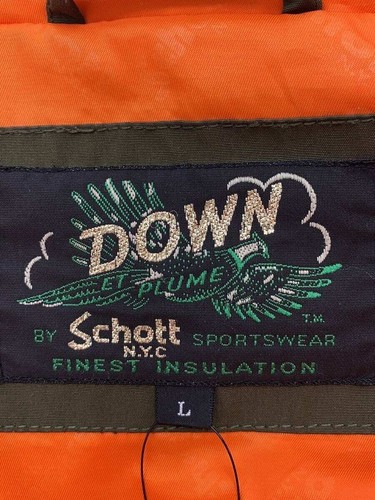 DOWN
ET PLUME
T.M.
BY Schott SPORTSWEAR
N.Y.C
FINEST INSULATION
L